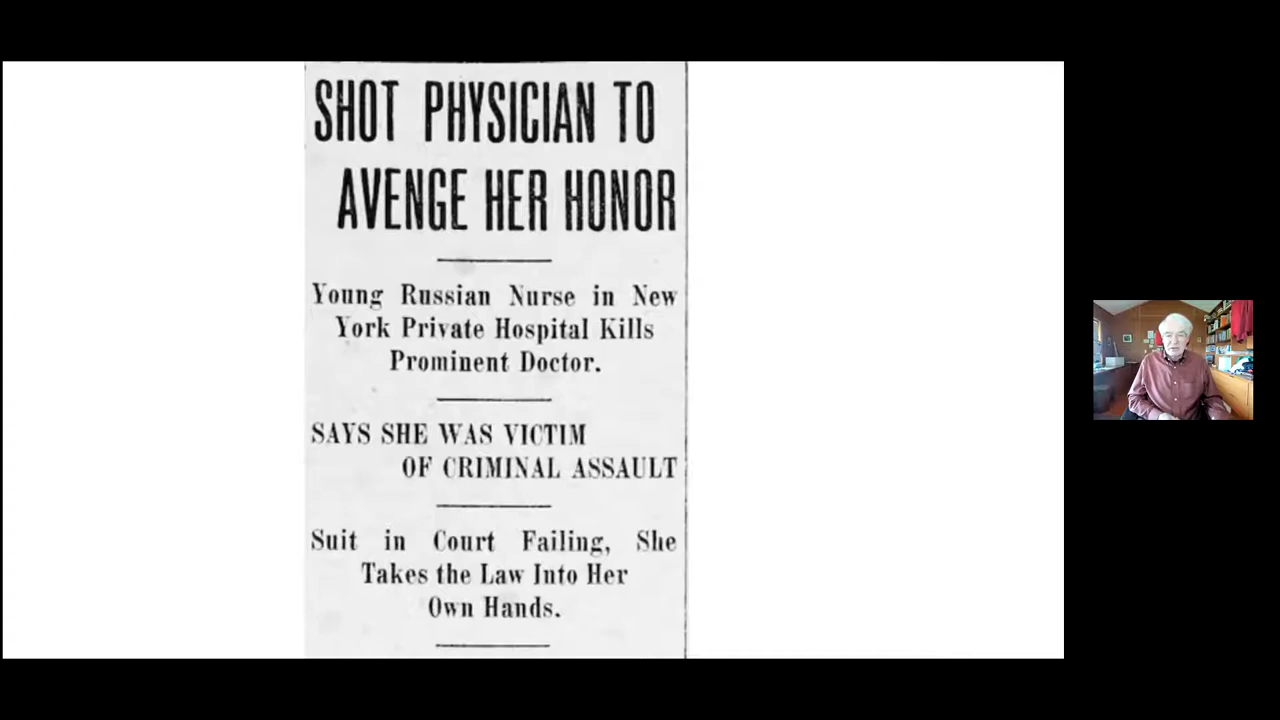 SHOT PHYSICIAN TO
AVENGE HER HONOR
Young Russian Nurse in New
York Private Hospital Kills
Prominent Doctor.
SAYS SHE WAS VICTIM
OF CRIMINAL ASSAULT
Suit in Court Failing, She
Takes the Law Into Her
Own Hands.